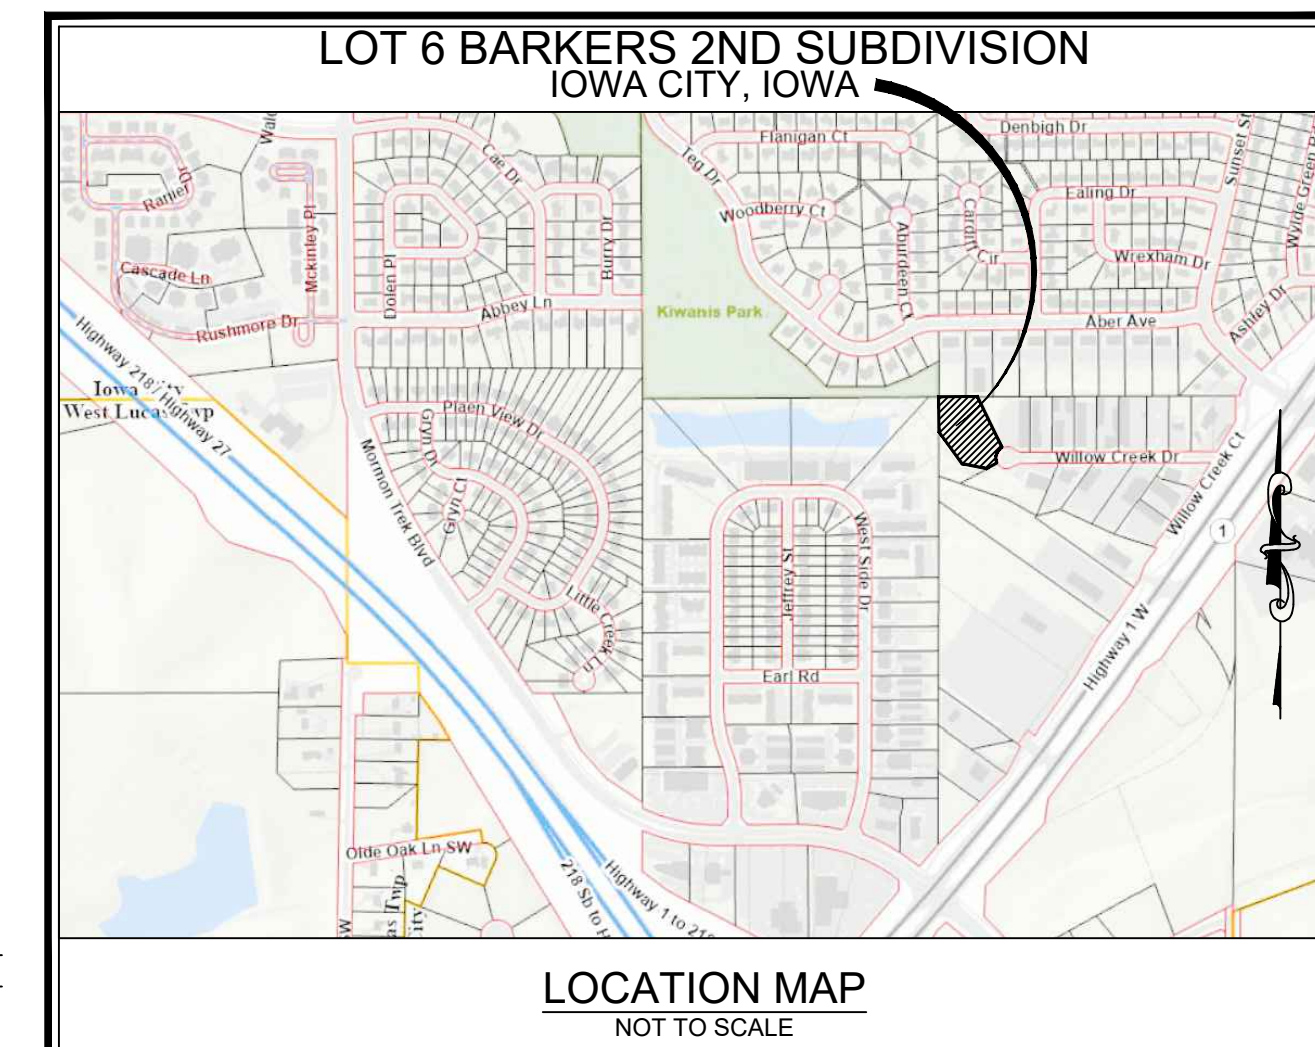 LOT 6 BARKERS 2ND SUBDIVISION
IOWA CITY, IOWA
Denbigh Dr
Flanigan Ct
Sunset St
Cae Dr
Teg Dr
Ealing Dr
Ranier
Dr
Mckinley Pl
Woodberry Ct
Cardiff Cir
Aburdeen Ct
Burry Dr
Wrexham Dr
Cascade Ln
Dolen Pl
Abbey Ln
Kiwanis Park
Ashley Dr
Aber Ave
Rushmore Dr
Highway 218 / Highway 27
Iowa
West Lucas Twp
Plaen View Dr
Gryn Dr
Gryn Ct
Mormon Trek Blvd
Willow Creek Dr
Willow Creek Ct
1
West Side Dr
Jeffrey St
Little Creek Ln
Highway 1 W
Earl Rd
Olde Oak Ln SW
218 Sb to H
Highway 1 to 218
LOCATION MAP
NOT TO SCALE